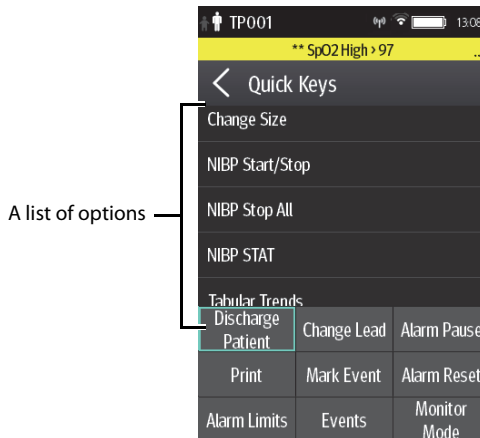 TP001 13:08
** SpO2 High > 97 ..
Quick Keys
Change Size
NIBP Start/Stop
A list of options
NIBP Stop All
NIBP STAT
Tabular Trends
Discharge Patient
Change Lead
Alarm Pause
Print
Mark Event
Alarm Reset
Alarm Limits
Events
Monitor Mode